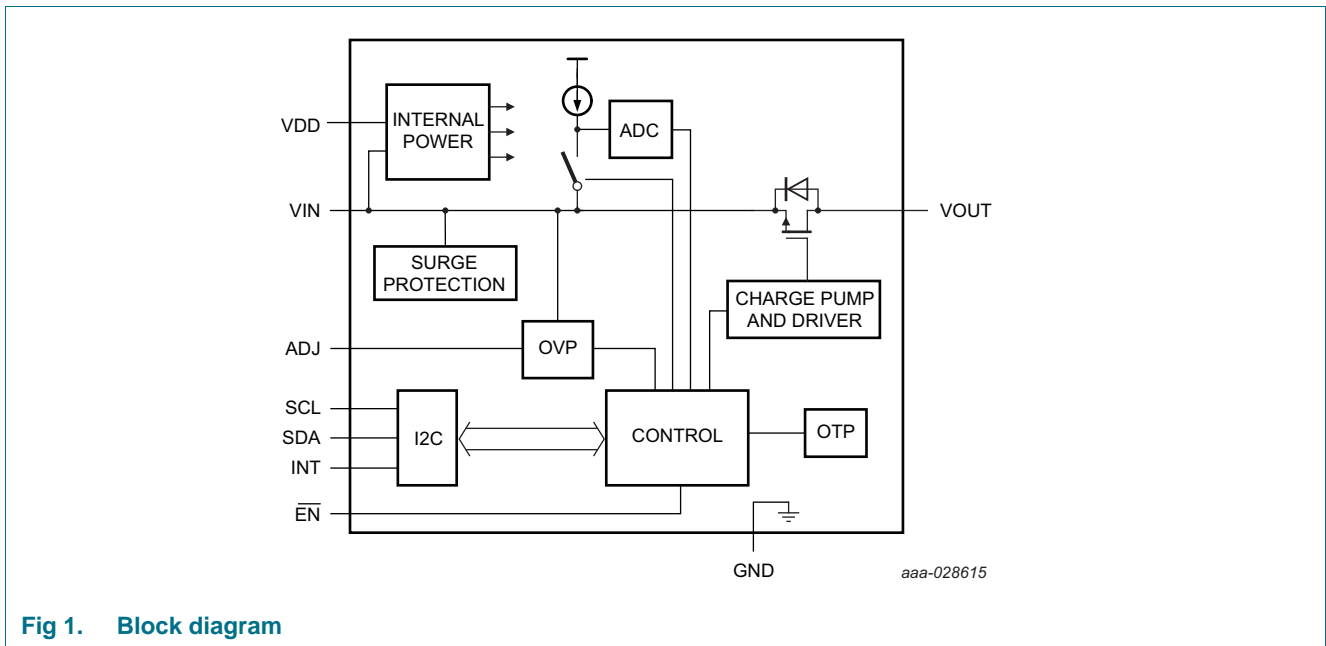 VDD
INTERNAL
POWER
ADC
VIN
VOUT
SURGE
PROTECTION
CHARGE PUMP
AND DRIVER
ADJ
OVP
SCL
SDA
INT
I2C
CONTROL
OTP
EN
GND
aaa-028615
Fig 1. Block diagram